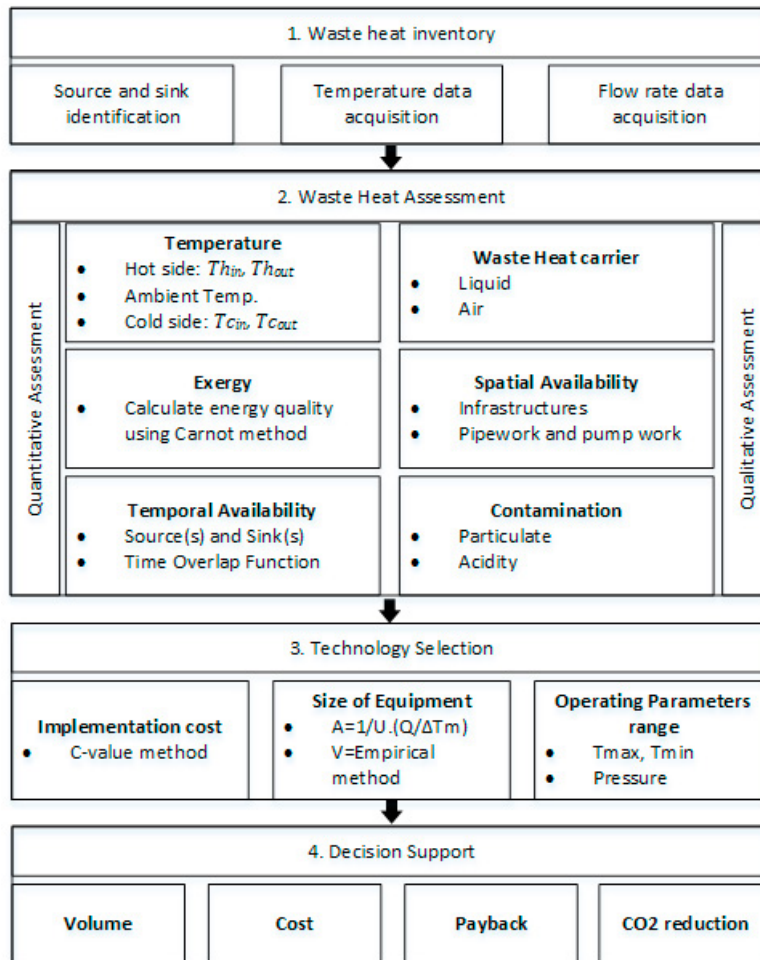 1. Waste heat inventory
Source and sink
identification
Temperature data
acquisition
Flow rate data
acquisition
2. Waste Heat Assessment
Quantitative Assessment
Temperature
• Hot side: Thin, Thout
• Ambient Temp.
• Cold side: Tcin, Tcout
Waste Heat carrier
• Liquid
• Air
Exergy
• Calculate energy quality
using Carnot method
Spatial Availability
• Infrastructures
• Pipework and pump work
Temporal Availability
• Source(s) and Sink(s)
• Time Overlap Function
Contamination
• Particulate
• Acidity
Qualitative Assessment
3. Technology Selection
Implementation cost
• C-value method
Size of Equipment
• A=1/U.(Q/ΔTm)
• V=Empirical
method
Operating Parameters
range
• Tmax, Tmin
• Pressure
4. Decision Support
Volume
Cost
Payback
CO2 reduction